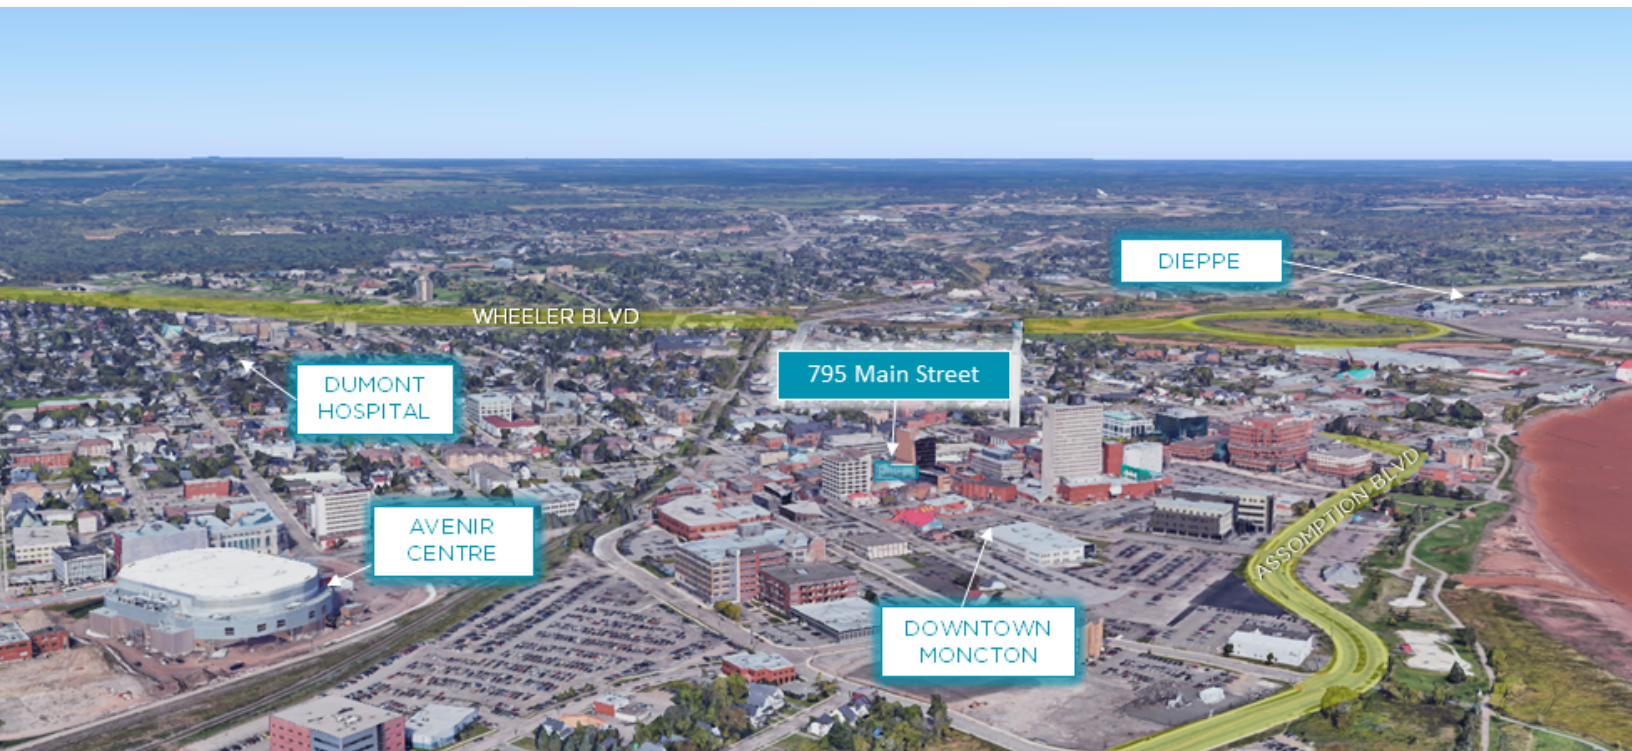 DIEPPE
WHEELER BLVD
795 Main Street
DUMONT
HOSPITAL
ASSOMPTION BLVD
AVENIR
CENTRE
DOWNTOWN
MONCTON